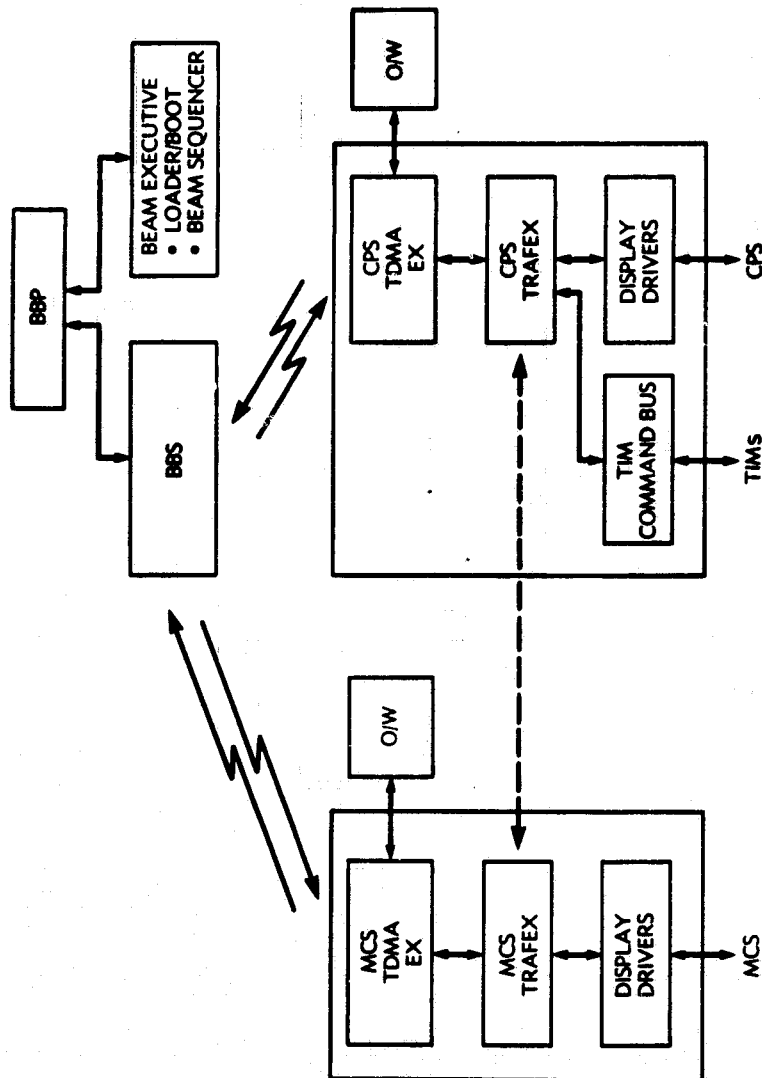 BBP
BBS
BEAM EXECUTIVE
• LOADER/BOOT
• BEAM SEQUENCER
MCS
TDMA
EX
O/W
MCS
TRAFEX
DISPLAY
DRIVERS
MCS
CPS
TDMA
EX
O/W
CPS
TRAFEX
TIM
COMMAND BUS
DISPLAY
DRIVERS
TIMs
CPS